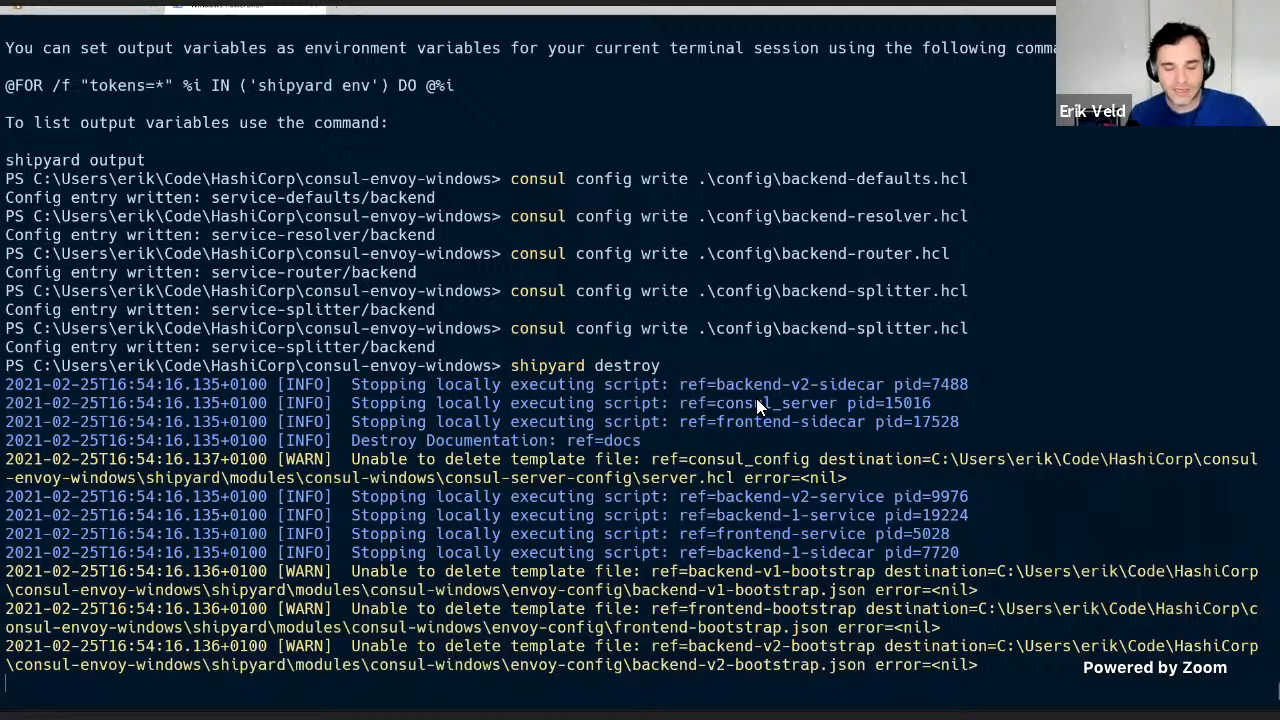 You can set output variables as environment variables for your current terminal session using the following comma
@FOR /f "tokens=*" %i IN ('shipyard env') DO @%i
Erik Veld
To list output variables use the command:
shipyard output
PS C:\Users\erik\Code\HashiCorp\consul-envoy-windows> consul config write .\config\backend-defaults.hcl
Config entry written: service-defaults/backend
PS C:\Users\erik\Code\HashiCorp\consul-envoy-windows> consul config write .\config\backend-resolver.hcl
Config entry written: service-resolver/backend
PS C:\Users\erik\Code\HashiCorp\consul-envoy-windows> consul config write .\config\backend-router.hcl
Config entry written: service-router/backend
PS C:\Users\erik\Code\HashiCorp\consul-envoy-windows> consul config write .\config\backend-splitter.hcl
Config entry written: service-splitter/backend
PS C:\Users\erik\Code\HashiCorp\consul-envoy-windows> consul config write .\config\backend-splitter.hcl
Config entry written: service-splitter/backend
PS C:\Users\erik\Code\HashiCorp\consul-envoy-windows> shipyard destroy
2021-02-25T16:54:16.135+0100 [INFO]  Stopping locally executing script: ref=backend-v2-sidecar pid=7488
2021-02-25T16:54:16.135+0100 [INFO]  Stopping locally executing script: ref=consul_server pid=15016
2021-02-25T16:54:16.135+0100 [INFO]  Stopping locally executing script: ref=frontend-sidecar pid=17528
2021-02-25T16:54:16.135+0100 [INFO]  Destroy Documentation: ref=docs
2021-02-25T16:54:16.137+0100 [WARN]  Unable to delete template file: ref=consul_config destination=C:\Users\erik\Code\HashiCorp\consul
-envoy-windows\shipyard\modules\consul-windows\consul-server-config\server.hcl error=<nil>
2021-02-25T16:54:16.135+0100 [INFO]  Stopping locally executing script: ref=backend-v2-service pid=9976
2021-02-25T16:54:16.135+0100 [INFO]  Stopping locally executing script: ref=backend-1-service pid=19224
2021-02-25T16:54:16.135+0100 [INFO]  Stopping locally executing script: ref=frontend-service pid=5028
2021-02-25T16:54:16.135+0100 [INFO]  Stopping locally executing script: ref=backend-1-sidecar pid=7720
2021-02-25T16:54:16.136+0100 [WARN]  Unable to delete template file: ref=backend-v1-bootstrap destination=C:\Users\erik\Code\HashiCorp
\consul-envoy-windows\shipyard\modules\consul-windows\envoy-config\backend-v1-bootstrap.json error=<nil>
2021-02-25T16:54:16.136+0100 [WARN]  Unable to delete template file: ref=frontend-bootstrap destination=C:\Users\erik\Code\HashiCorp\c
onsul-envoy-windows\shipyard\modules\consul-windows\envoy-config\frontend-bootstrap.json error=<nil>
2021-02-25T16:54:16.136+0100 [WARN]  Unable to delete template file: ref=backend-v2-bootstrap destination=C:\Users\erik\Code\HashiCorp
\consul-envoy-windows\shipyard\modules\consul-windows\envoy-config\backend-v2-bootstrap.json error=<nil>
Powered by Zoom